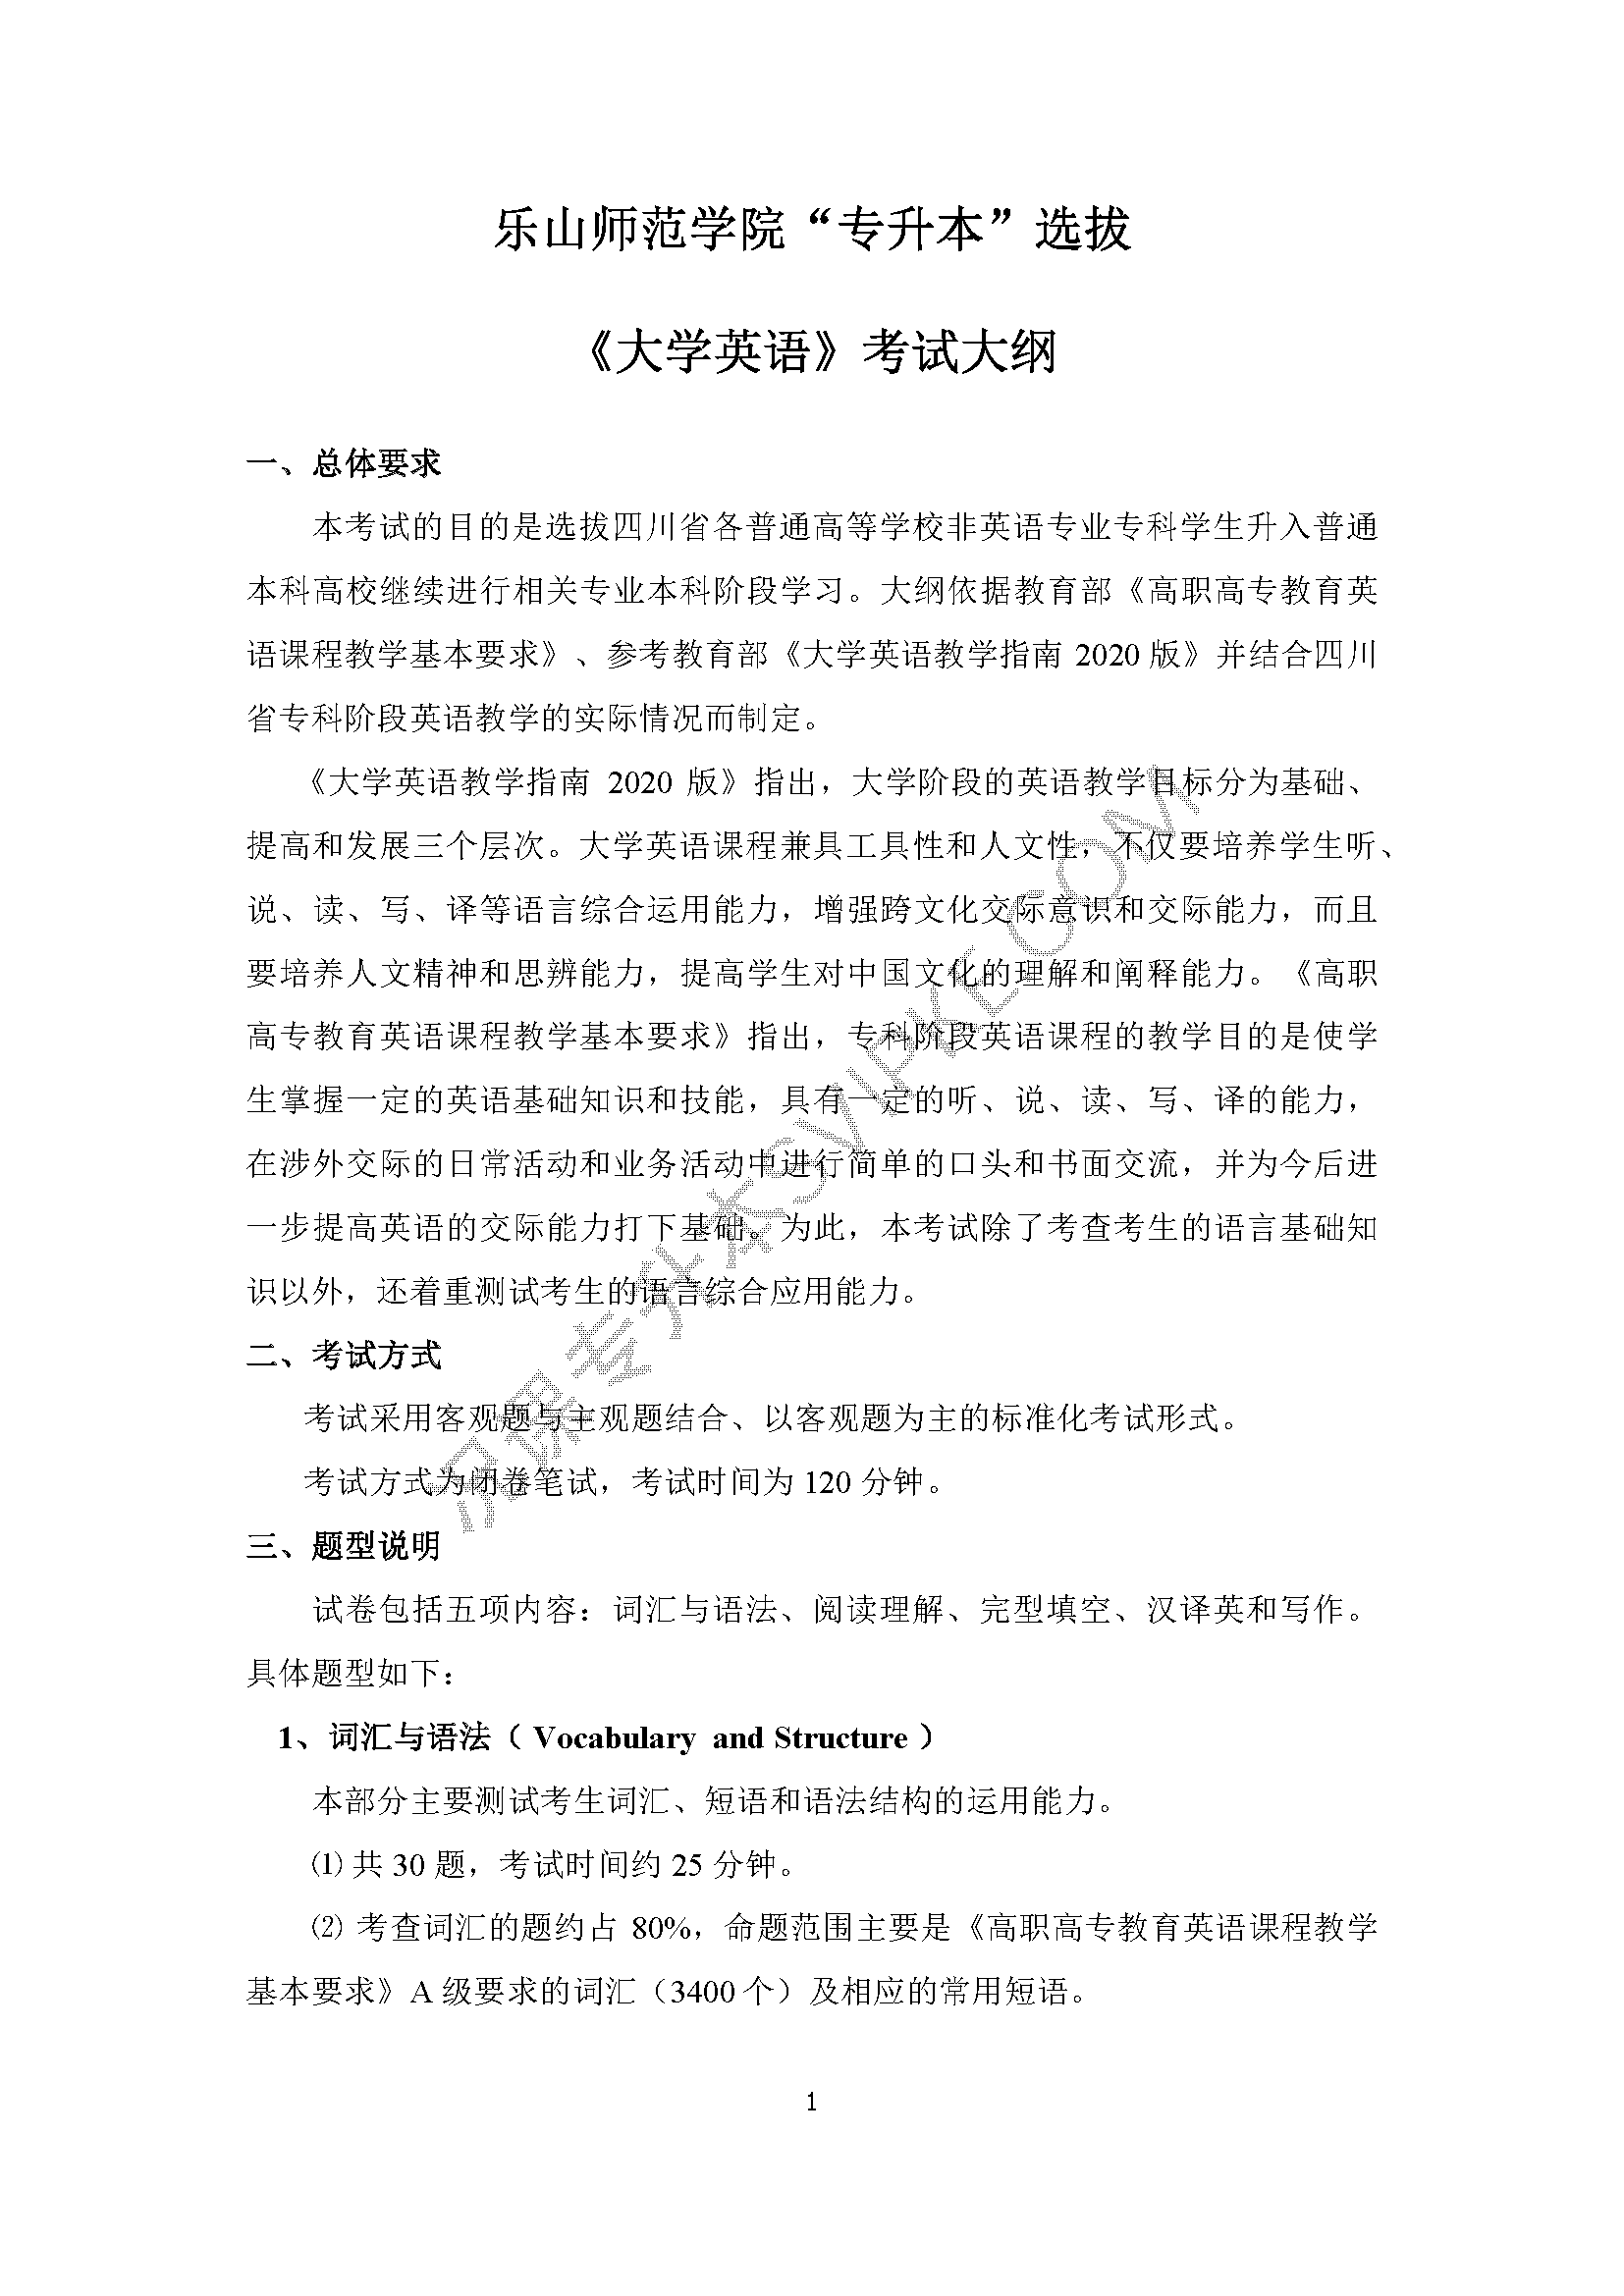 乐山师范学院“专升本”选拔
《大学英语》考试大纲
一、总体要求
本考试的目的是选拔四川省各普通高等学校非英语专业专科学生升入普通
本科高校继续进行相关专业本科阶段学习。大纲依据教育部《高职高专教育英
语课程教学基本要求》、参考教育部《大学英语教学指南 2020 版》并结合四川
省专科阶段英语教学的实际情况而制定。
《大学英语教学指南 2020 版》指出，大学阶段的英语教学目标分为基础、
提高和发展三个层次。大学英语课程兼具工具性和人文性，不仅要培养学生听、
说、读、写、译等语言综合运用能力，增强跨文化交际意识和交际能力，而且
要培养人文精神和思辨能力，提高学生对中国文化的理解和阐释能力。《高职
高专教育英语课程教学基本要求》指出，专科阶段英语课程的教学目的是使学
生掌握一定的英语基础知识和技能，具有一定的听、说、读、写、译的能力，
在涉外交际的日常活动和业务活动中进行简单的口头和书面交流，并为今后进
一步提高英语的交际能力打下基础。为此，本考试除了考查考生的语言基础知
识以外，还着重测试考生的语言综合应用能力。
二、考试方式
考试采用客观题与主观题结合、以客观题为主的标准化考试形式。
考试方式为闭卷笔试，考试时间为 120 分钟。
三、题型说明
试卷包括五项内容：词汇与语法、阅读理解、完型填空、汉译英和写作。
具体题型如下：
1、词汇与语法（ Vocabulary and Structure ）
本部分主要测试考生词汇、短语和语法结构的运用能力。
⑴ 共 30 题，考试时间约 25 分钟。
⑵ 考查词汇的题约占 80%，命题范围主要是《高职高专教育英语课程教学
基本要求》A 级要求的词汇（3400 个）及相应的常用短语。
1
课专升本SVIPKE.COM